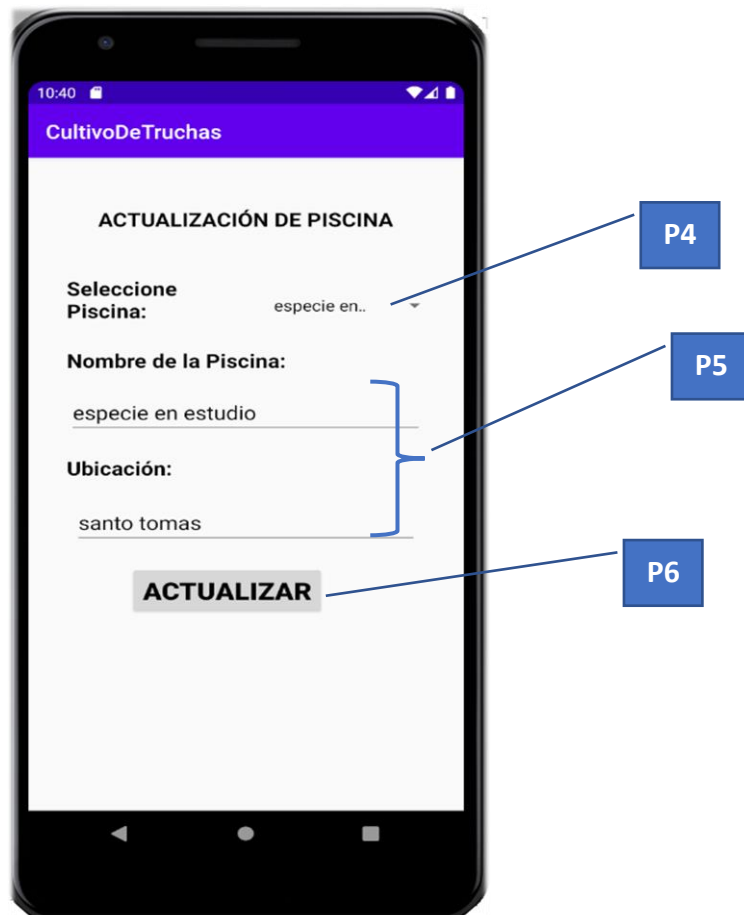 10:40
CultivoDeTruchas
ACTUALIZACIÓN DE PISCINA
P4
Seleccione
Piscina:
especie en..
Nombre de la Piscina:
P5
especie en estudio
Ubicación:
santo tomas
P6
ACTUALIZAR